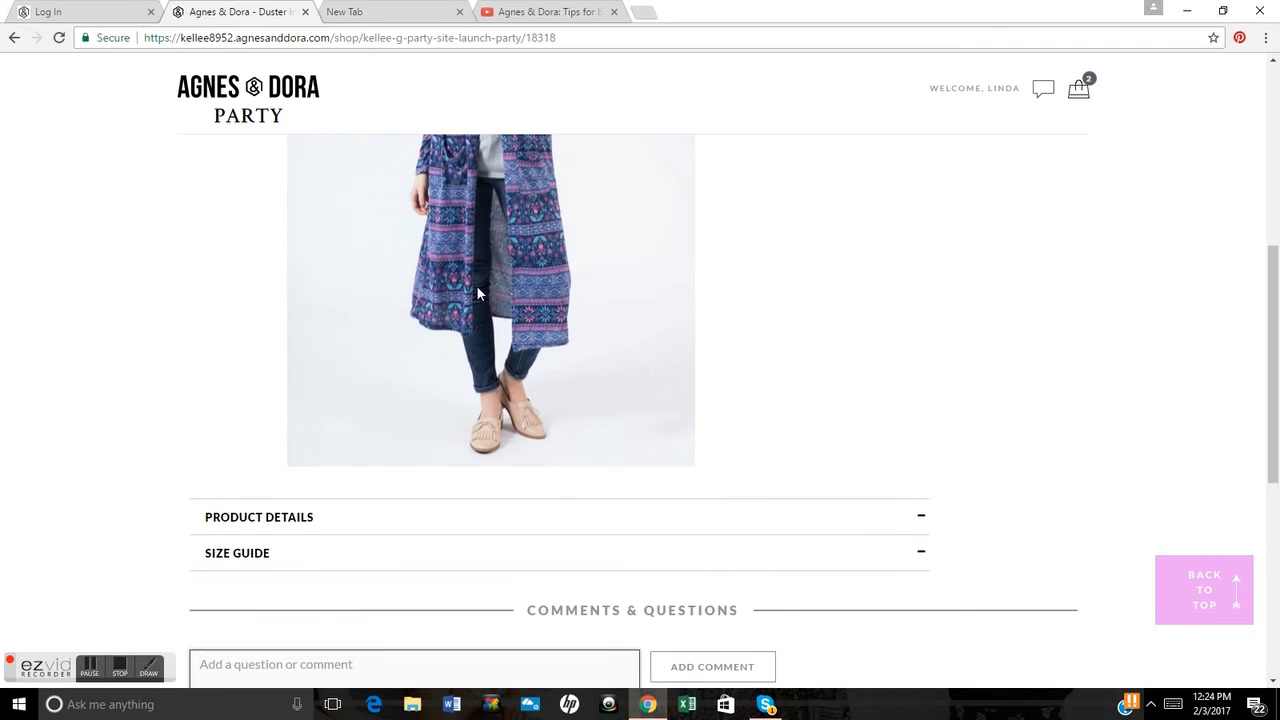 Log In
Agnes & Dora - Duster I
New Tab
Agnes & Dora: Tips for b
Secure
https://kellee8952.agnesanddora.com/shop/kellee-g-party-site-launch-party/18318
AGNES & DORA
PARTY
WELCOME, LINDA
2
PRODUCT DETAILS
SIZE GUIDE
BACK
TO
TOP
COMMENTS & QUESTIONS
Add a question or comment
ADD COMMENT
ezvid
RECORDER
PAUSE
STOP
DRAW
Ask me anything
12:24 PM
2/3/2017